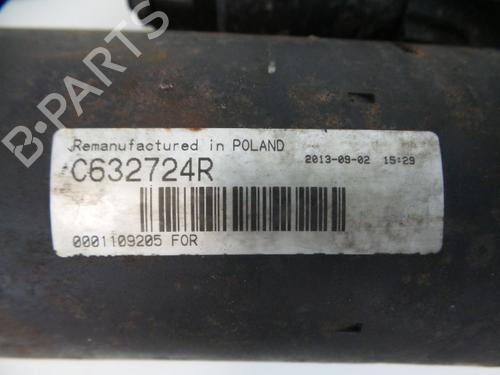 B-PARTS
Remanufactured in POLAND
2013-09-02 15:29
C632724R
0001109205 FOR